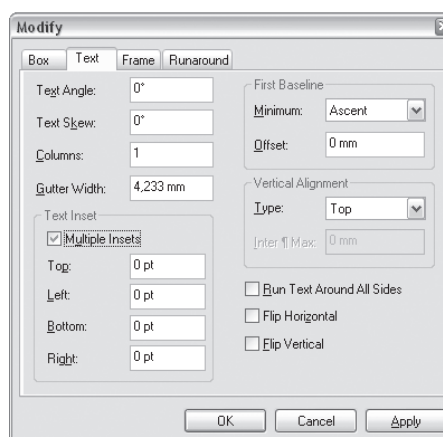 Modify
Box Text Frame Runaround
Text Angle: 0°
Text Skew: 0°
Columns: 1
Gutter Width: 4,233 mm
Text Inset
Multiple Insets
Top: 0 pt
Left: 0 pt
Bottom: 0 pt
Right: 0 pt
First Baseline
Minimum: Ascent
Offset: 0 mm
Vertical Alignment
Type: Top
Inter ¶ Max: 0 mm
Run Text Around All Sides
Flip Horizontal
Flip Vertical
OK Cancel Apply